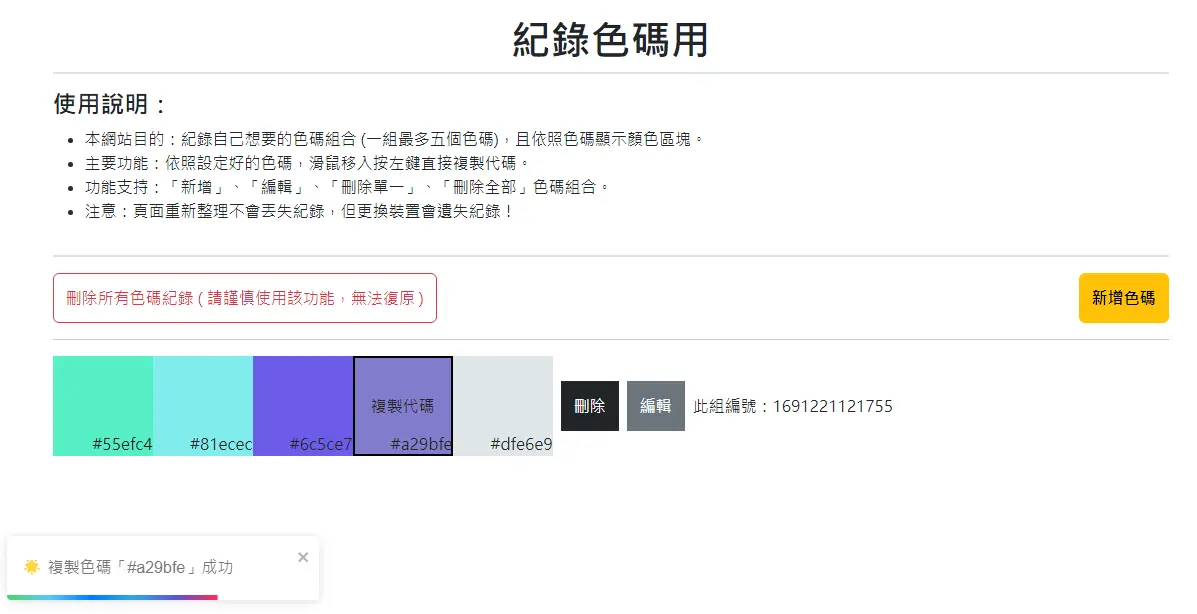 紀錄色碼用
使用說明：
本網站目的：紀錄自己想要的色碼組合 (一組最多五個色碼)，且依照色碼顯示顏色區塊。
主要功能：依照設定好的色碼，滑鼠移入按左鍵直接複製代碼。
功能支持：「新增」、「編輯」、「刪除單一」、「刪除全部」色碼組合。
注意：頁面重新整理不會丟失紀錄，但更換裝置會遺失紀錄！
刪除所有色碼紀錄 ( 請謹慎使用該功能，無法復原 )
新增色碼
複製代碼
#55efc4 #81ecec #6c5ce7 #a29bfe #dfe6e9
刪除 編輯 此組編號：1691221121755
🌟 複製色碼「#a29bfe」成功 ×